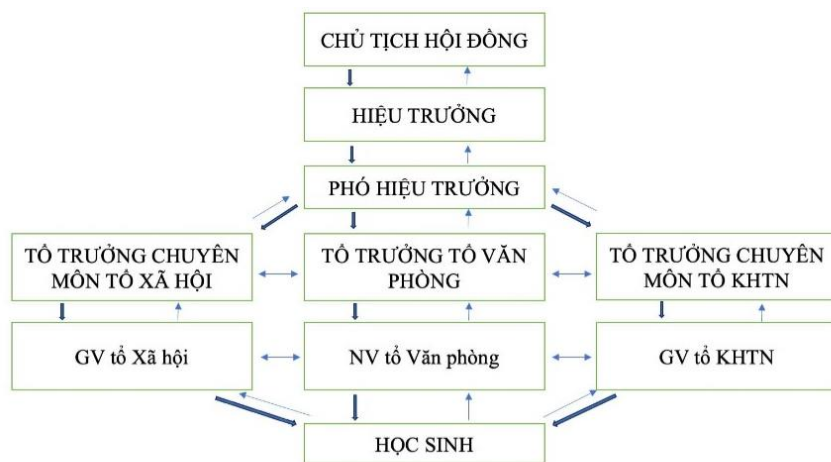 CHỦ TỊCH HỘI ĐỒNG
HIỆU TRƯỞNG
PHÓ HIỆU TRƯỞNG
TỔ TRƯỞNG CHUYÊN
MÔN TỔ XÃ HỘI
TỔ TRƯỞNG TỔ VĂN
PHÒNG
TỔ TRƯỞNG CHUYÊN
MÔN TỔ KHTN
GV tổ Xã hội
NV tổ Văn phòng
GV tổ KHTN
HỌC SINH